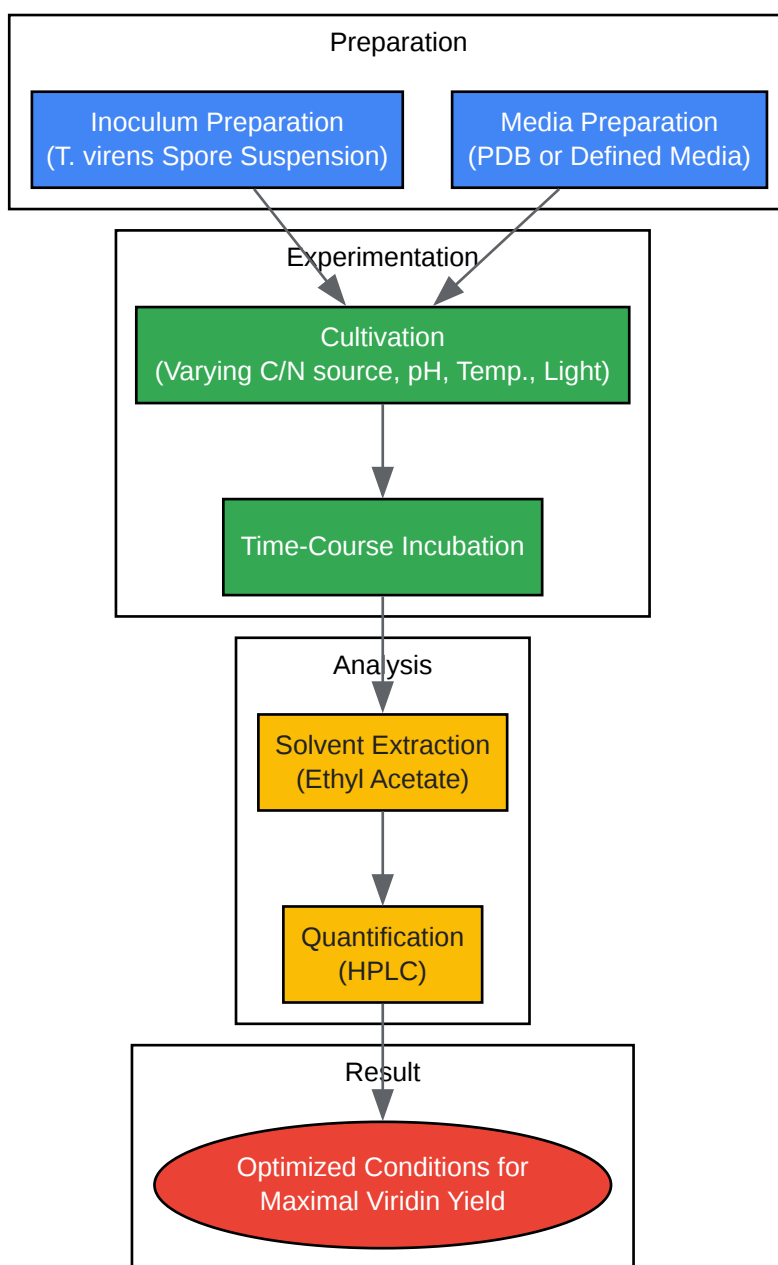 Preparation
Inoculum Preparation
(T. virens Spore Suspension)
Media Preparation
(PDB or Defined Media)
Experimentation
Cultivation
(Varying C/N source, pH, Temp., Light)
Time-Course Incubation
Analysis
Solvent Extraction
(Ethyl Acetate)
Quantification
(HPLC)
Result
Optimized Conditions for
Maximal Viridin Yield